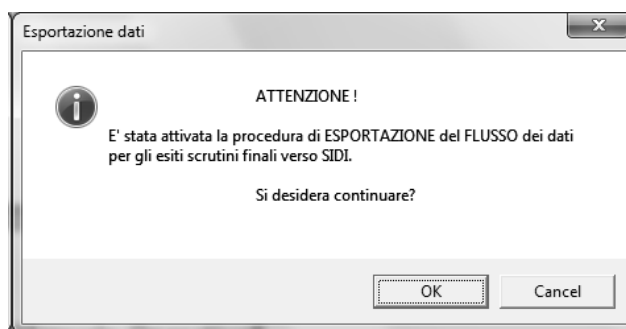 Esportazione dati
x
ATTENZIONE !
E' stata attivata la procedura di ESPORTAZIONE del FLUSSO dei dati
per gli esiti scrutini finali verso SIDI.
Si desidera continuare?
OK
Cancel